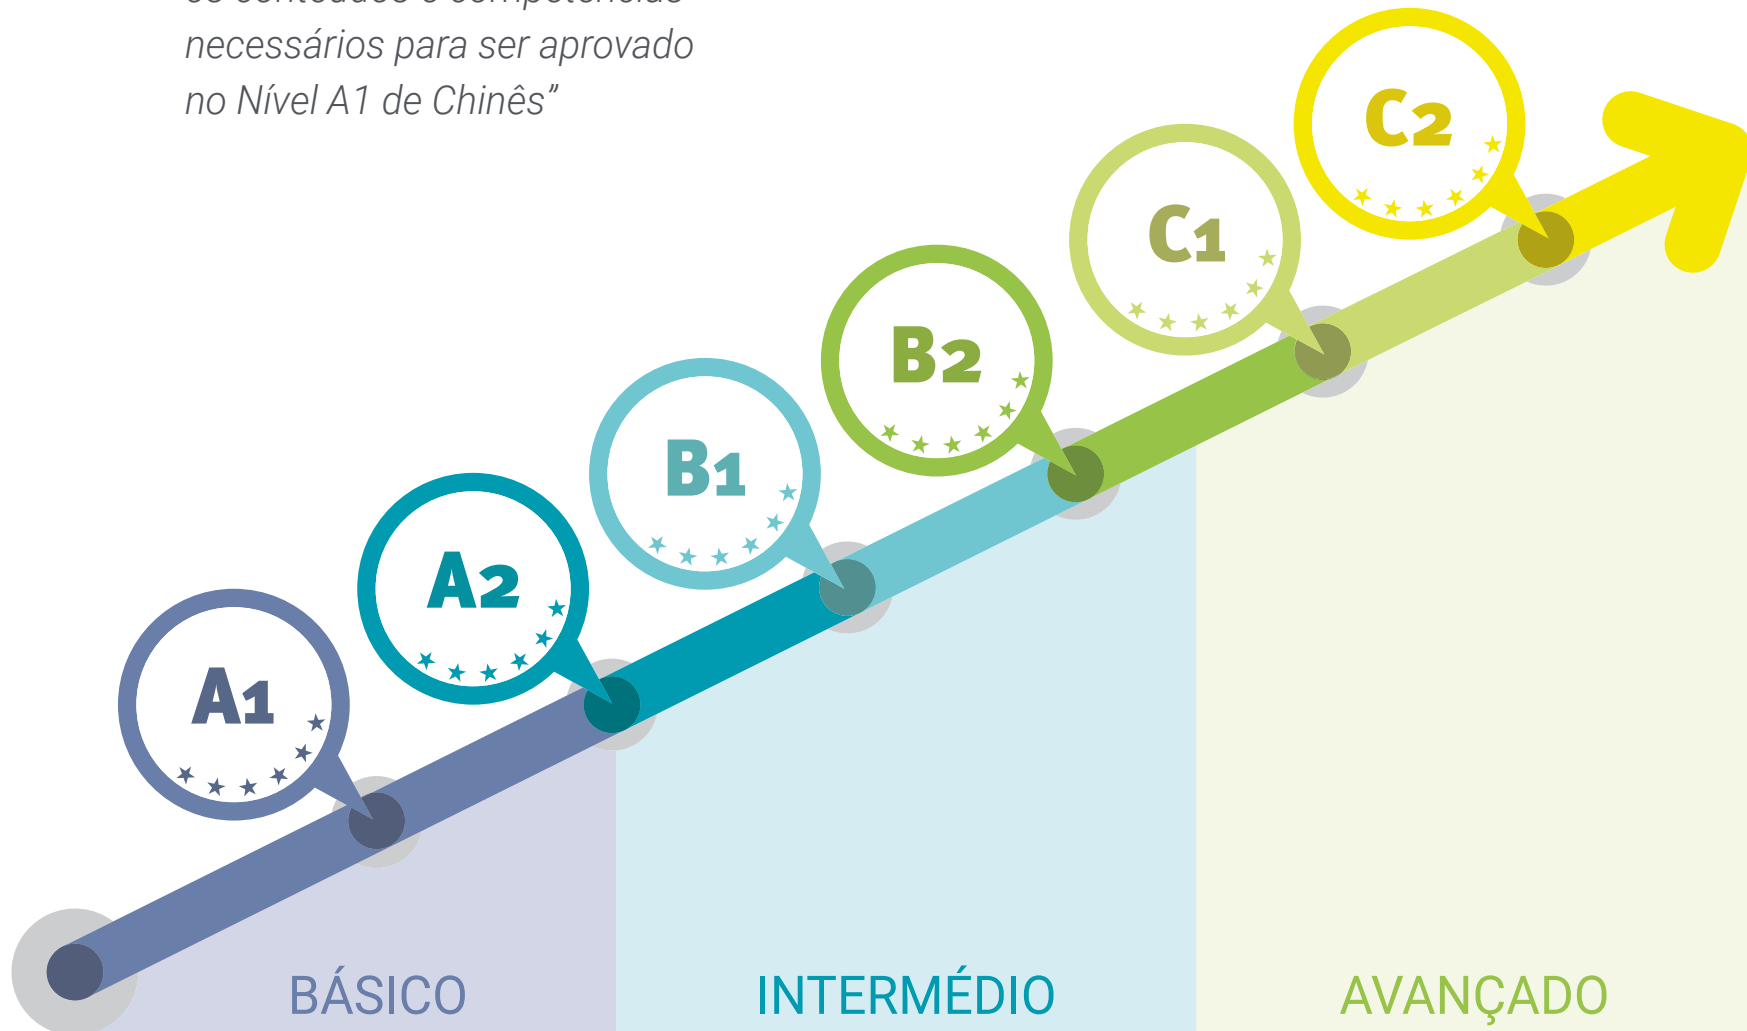 necessários para ser aprovado
no Nível A1 de Chinês”
C2
C1
B2
B1
A2
A1
BÁSICO
INTERMÉDIO
AVANÇADO